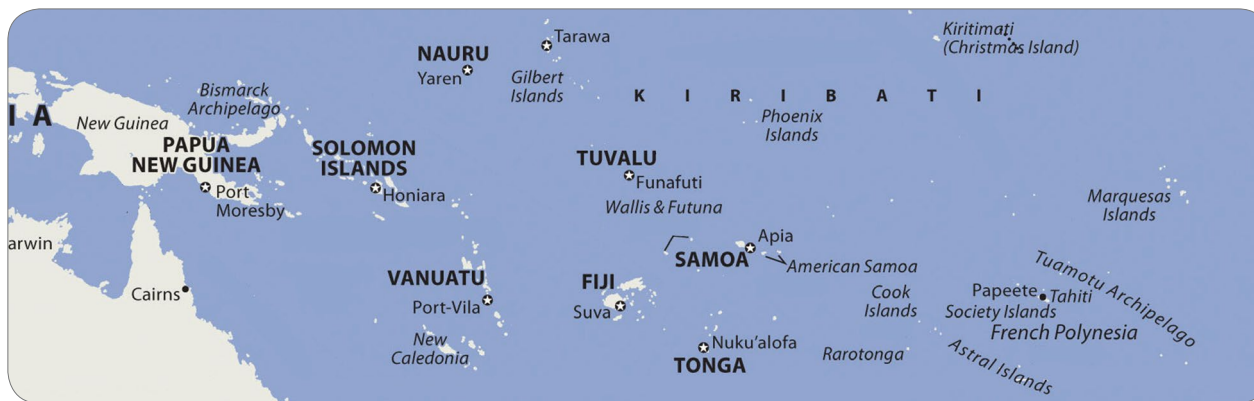 Kiritimati
(Christmas Island)
Tarawa
NAURU
Yaren
Gilbert
Islands
Bismarck
Archipelago
KIRIBATI
IA
New Guinea
Phoenix
Islands
PAPUA
NEW GUINEA
SOLOMON
ISLANDS
TUVALU
Funafuti
Port
Moresby
Honiara
Wallis & Futuna
Marquesas
Islands
arwin
Apia
SAMOA
American Samoa
Tuamotu Archipelago
VANUATU
FIJI
Cairns
Port-Vila
Suva
Cook
Islands
Papeete
Tahiti
Society Islands
French Polynesia
New
Caledonia
Nuku'alofa
TONGA
Rarotonga
Astral Islands